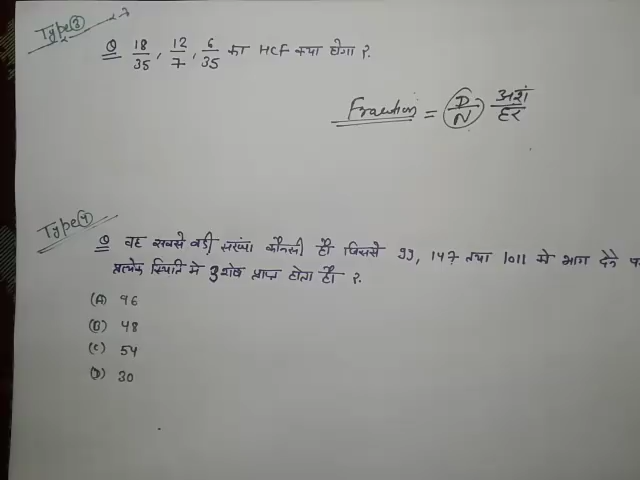 Type③
Q 18/35, 12/7, 6/35 का HCF क्या होगा ?.
Fraction = D/N अशं/हर
Type④
Q वह सबसे बड़ी संख्या कौनसी है जिससे 99, 147 तथा 1011 मे भाग देने
प्रत्येक स्थिति मे 3 शेष प्राप्त होता है ?.
(A) 96
(B) 48
(C) 54
(D) 30